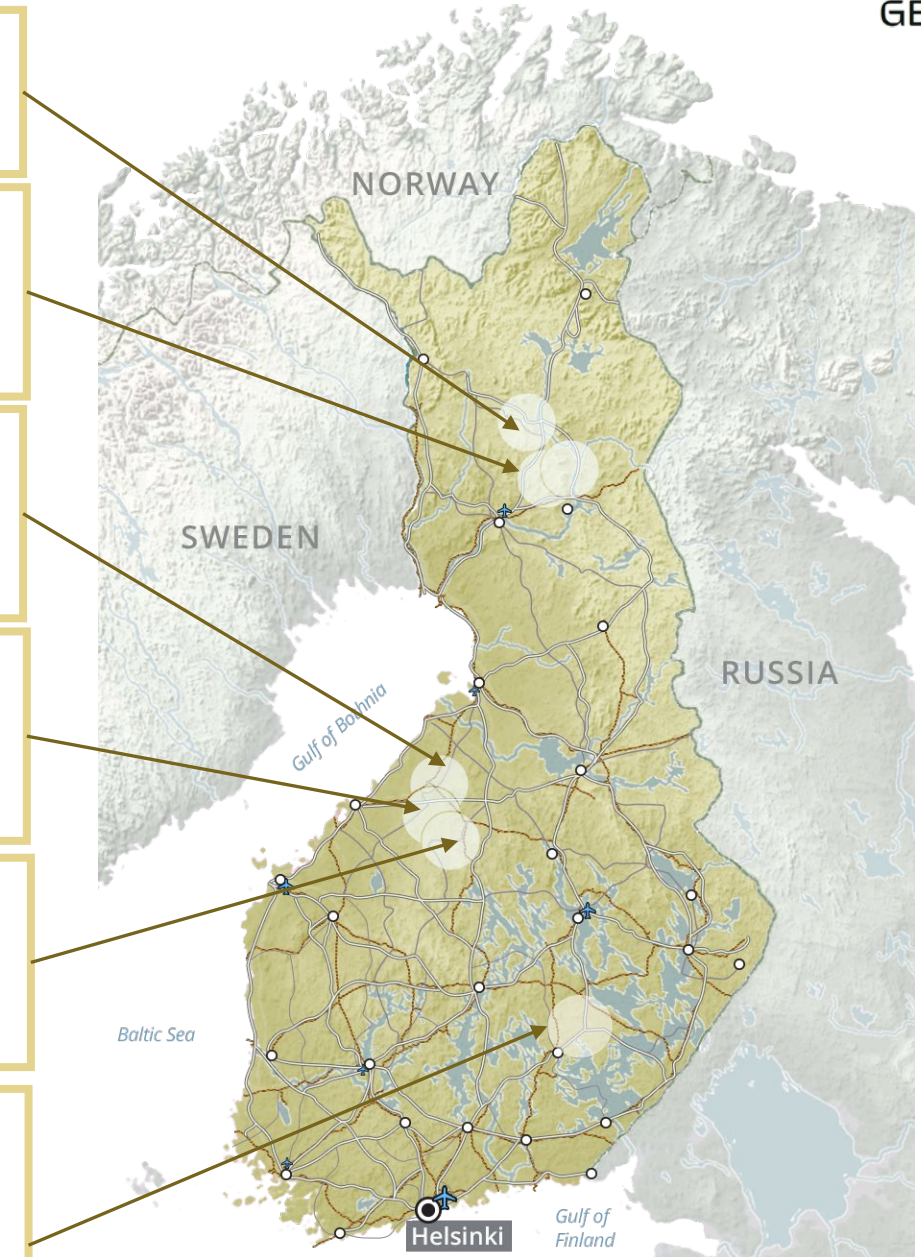 GE
NORWAY
SWEDEN
RUSSIA
Gulf of Bothnia
Baltic Sea
Helsinki
Gulf of
Finland